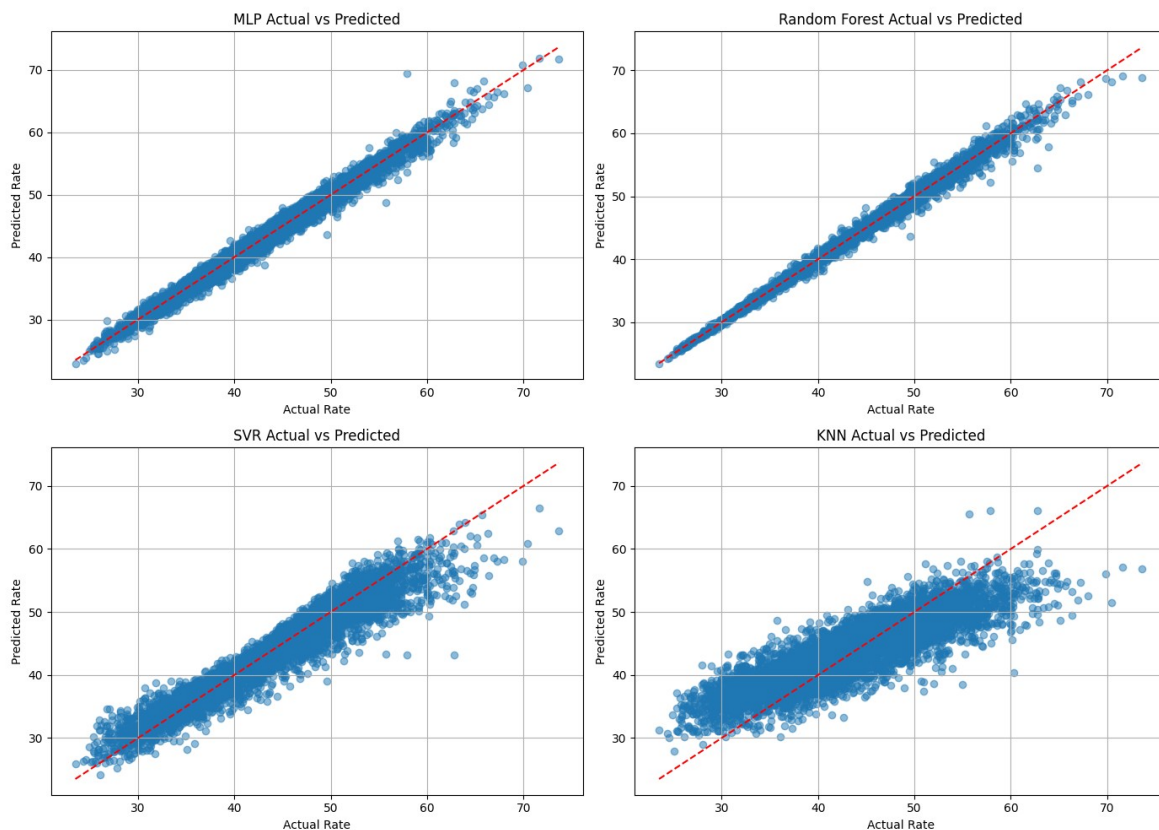 MLP Actual vs Predicted
70
60
50
40
30
Predicted Rate
30 40 50 60 70
Actual Rate
Random Forest Actual vs Predicted
70
60
50
40
30
Predicted Rate
30 40 50 60 70
Actual Rate
SVR Actual vs Predicted
70
60
50
40
30
Predicted Rate
30 40 50 60 70
Actual Rate
KNN Actual vs Predicted
70
60
50
40
30
Predicted Rate
30 40 50 60 70
Actual Rate